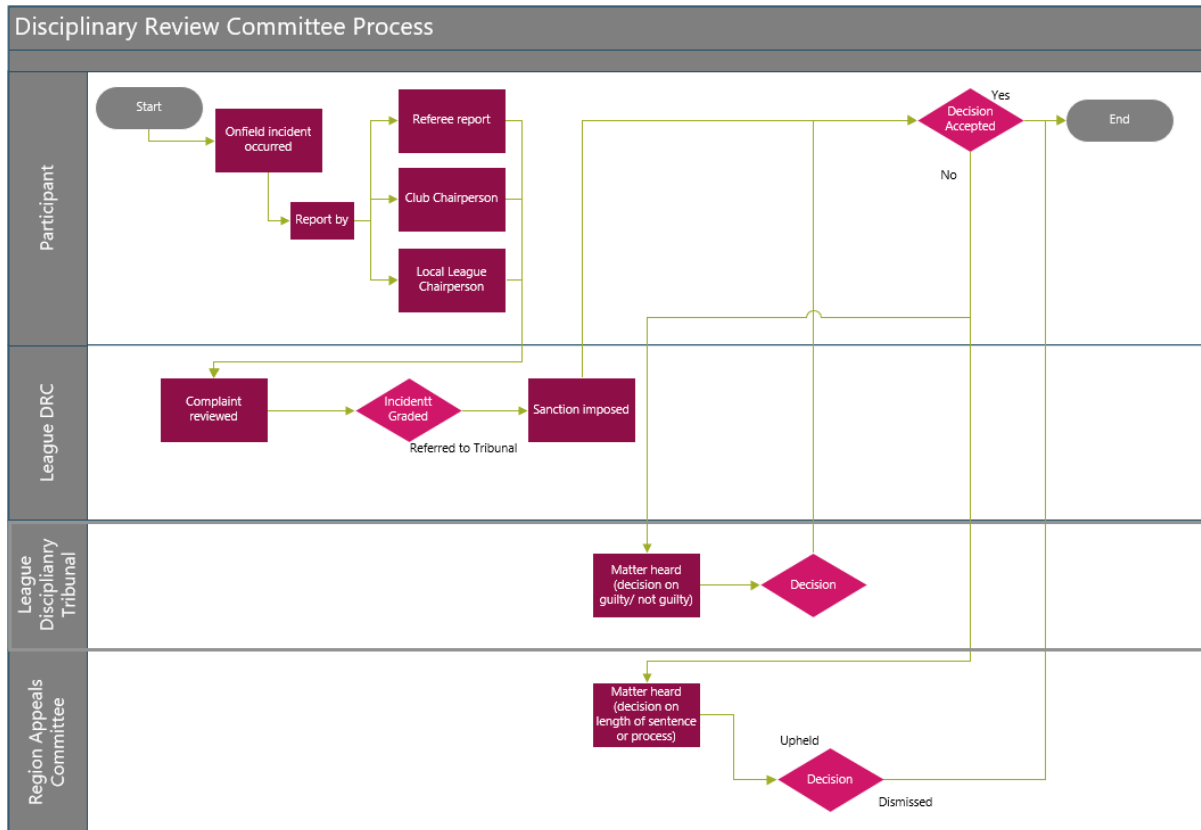 Disciplinary Review Committee Process
Participant
Start
Onfield incident
occurred
Report by
Referee report
Club Chairperson
Local League
Chairperson
Decision
Accepted
Yes
No
End
League DRC
Complaint
reviewed
Incidentt
Graded
Referred to Tribunal
Sanction imposed
League
Disciplianry
Tribunal
Matter heard
(decision on
guilty/ not guilty)
Decision
Region Appeals
Committee
Matter heard
(decision on
length of sentence
or process)
Upheld
Decision
Dismissed